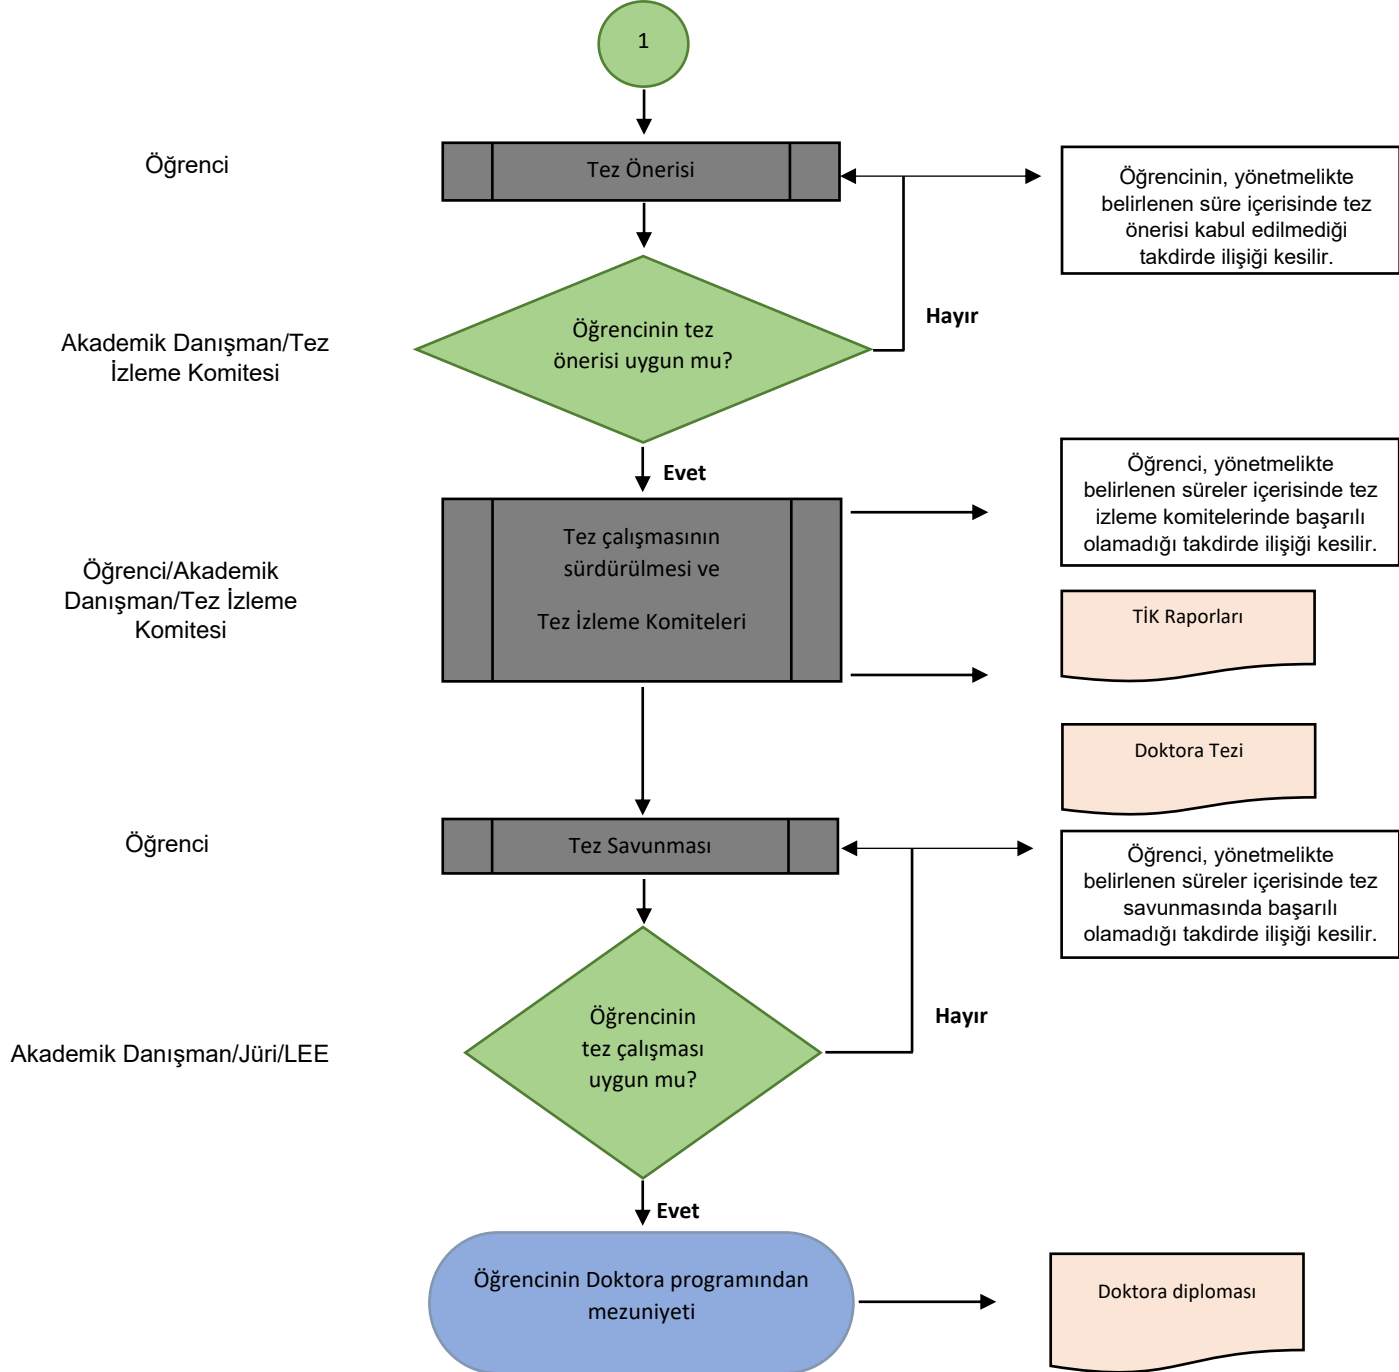 1
Öğrenci
Tez Önerisi
Öğrencinin, yönetmelikte
belirlenen süre içerisinde tez
önerisi kabul edilmediği
takdirde ilişiği kesilir.
Hayır
Akademik Danışman/Tez
İzleme Komitesi
Öğrencinin tez
önerisi uygun mu?
Evet
Öğrenci, yönetmelikte
belirlenen süreler içerisinde tez
izleme komitelerinde başarılı
olamadığı takdirde ilişiği kesilir.
Öğrenci/Akademik
Danışman/Tez İzleme
Komitesi
Tez çalışmasının
sürdürülmesi ve
Tez İzleme Komiteleri
TİK Raporları
Doktora Tezi
Öğrenci
Tez Savunması
Öğrenci, yönetmelikte
belirlenen süreler içerisinde tez
savunmasında başarılı
olamadığı takdirde ilişiği kesilir.
Hayır
Akademik Danışman/Jüri/LEE
Öğrencinin
tez çalışması
uygun mu?
Evet
Öğrencinin Doktora programından
mezuniyeti
Doktora diploması